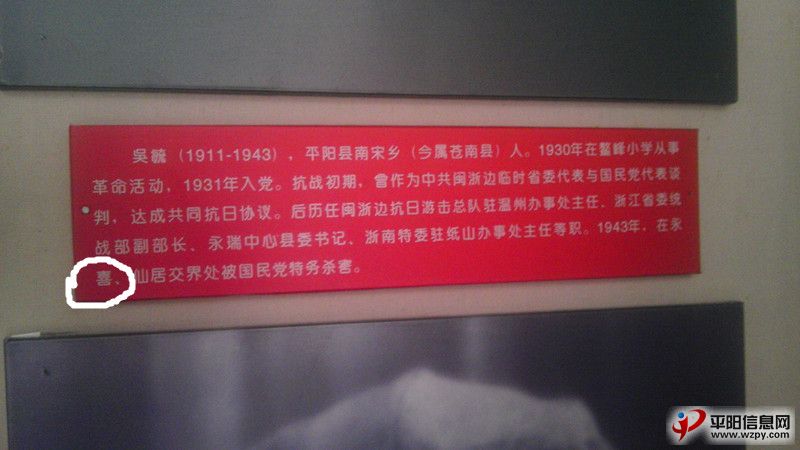 吴毓（1911-1943），平阳县南宋乡（今属苍南县）人。1930年在鳌峰小学从事
革命活动，1931年入党。抗战初期，曾作为中共闽浙边临时省委代表与国民党代表谈
判，达成共同抗日协议。后历任闽浙边抗日游击总队驻温州办事处主任、浙江省委统
战部副部长、永瑞中心县委书记、浙南特委驻纸山办事处主任等职。1943年，在永
喜、仙居交界处被国民党特务杀害。
平阳信息网
www.wzpy.com